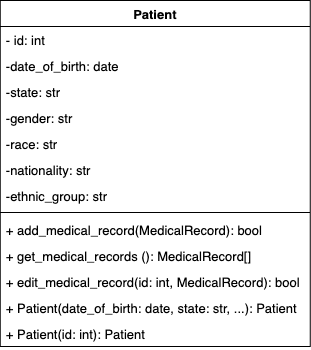 Patient
- id: int
-date_of_birth: date
-state: str
-gender: str
-race: str
-nationality: str
-ethnic_group: str
+ add_medical_record(MedicalRecord): bool
+ get_medical_records (): MedicalRecord[]
+ edit_medical_record(id: int, MedicalRecord): bool
+ Patient(date_of_birth: date, state: str, ...): Patient
+ Patient(id: int): Patient